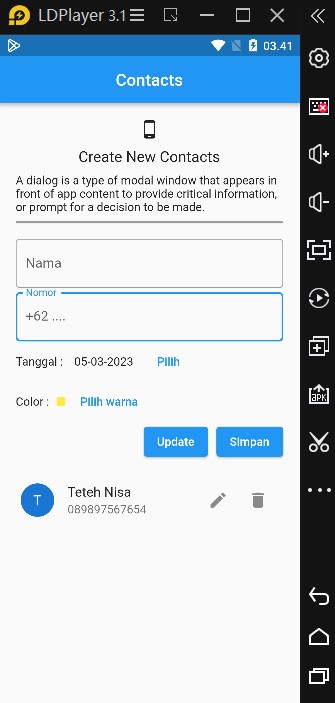 LDPlayer 3.1
03.41
Contacts
Create New Contacts
A dialog is a type of modal window that appears in
front of app content to provide critical information,
or prompt for a decision to be made.
Nama
Nomor
+62 ....
Tanggal : 05-03-2023 Pilih
Color : Pilih warna
Update Simpan
T Teteh Nisa
089897567654
APK